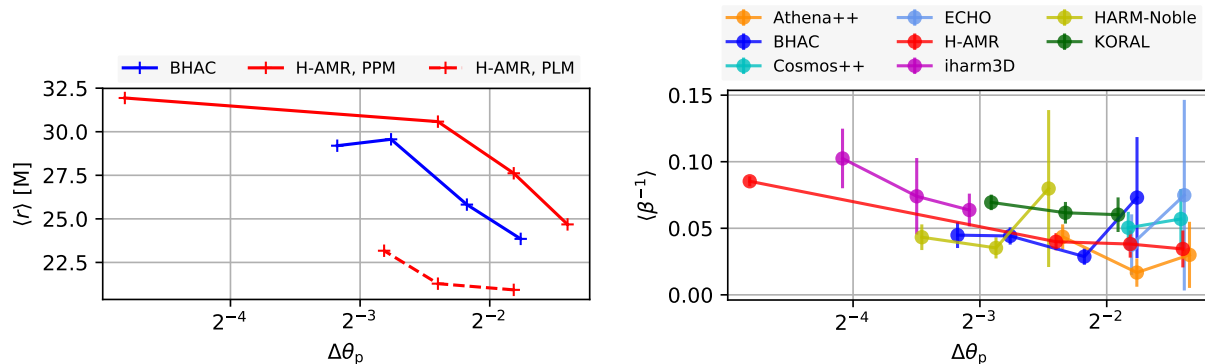 BHAC H-AMR, PPM H-AMR, PLM
32.5
30.0
27.5
25.0
22.5
⟨r⟩ [M]
2⁻⁴ 2⁻³ 2⁻²
Δθₚ
Athena++ ECHO HARM-Noble
BHAC H-AMR KORAL
Cosmos++ iharm3D
0.15
0.10
0.05
0.00
⟨β⁻¹⟩
2⁻⁴ 2⁻³ 2⁻²
Δθₚ